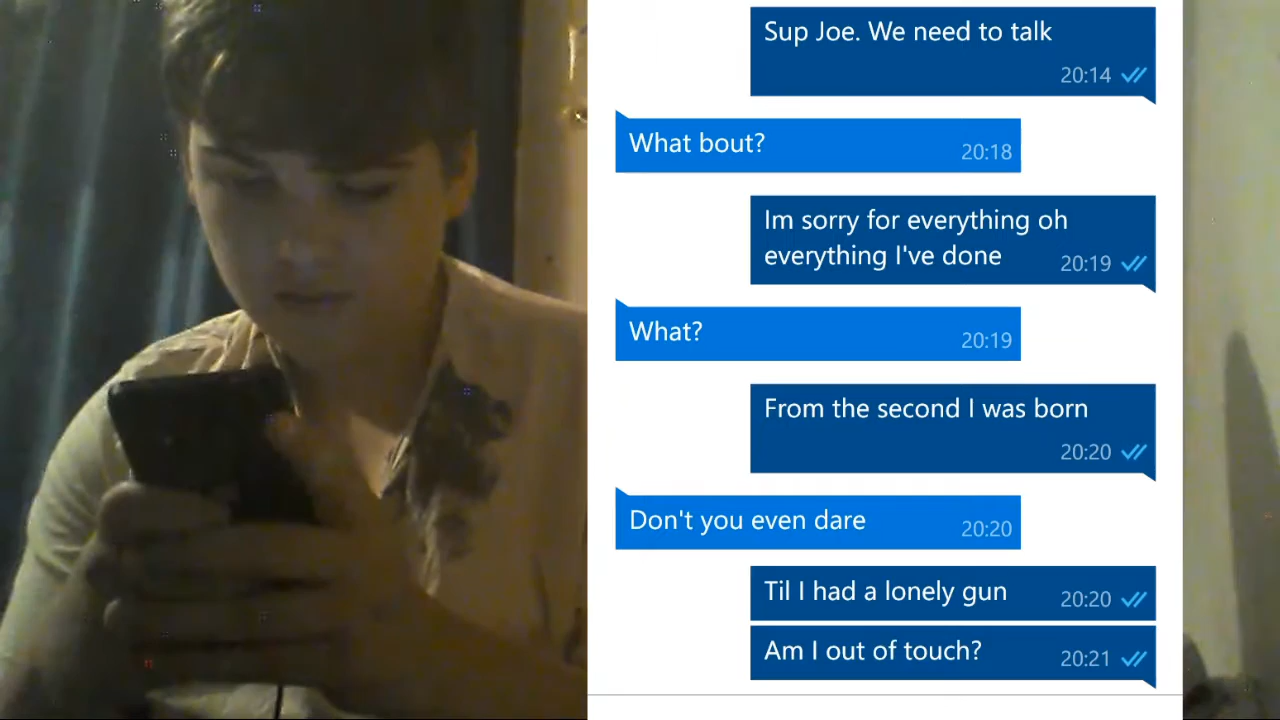 Sup Joe. We need to talk
20:14
What bout?
20:18
Im sorry for everything oh
everything I've done
20:19
What?
20:19
From the second I was born
20:20
Don't you even dare
20:20
Til I had a lonely gun
20:20
Am I out of touch?
20:21